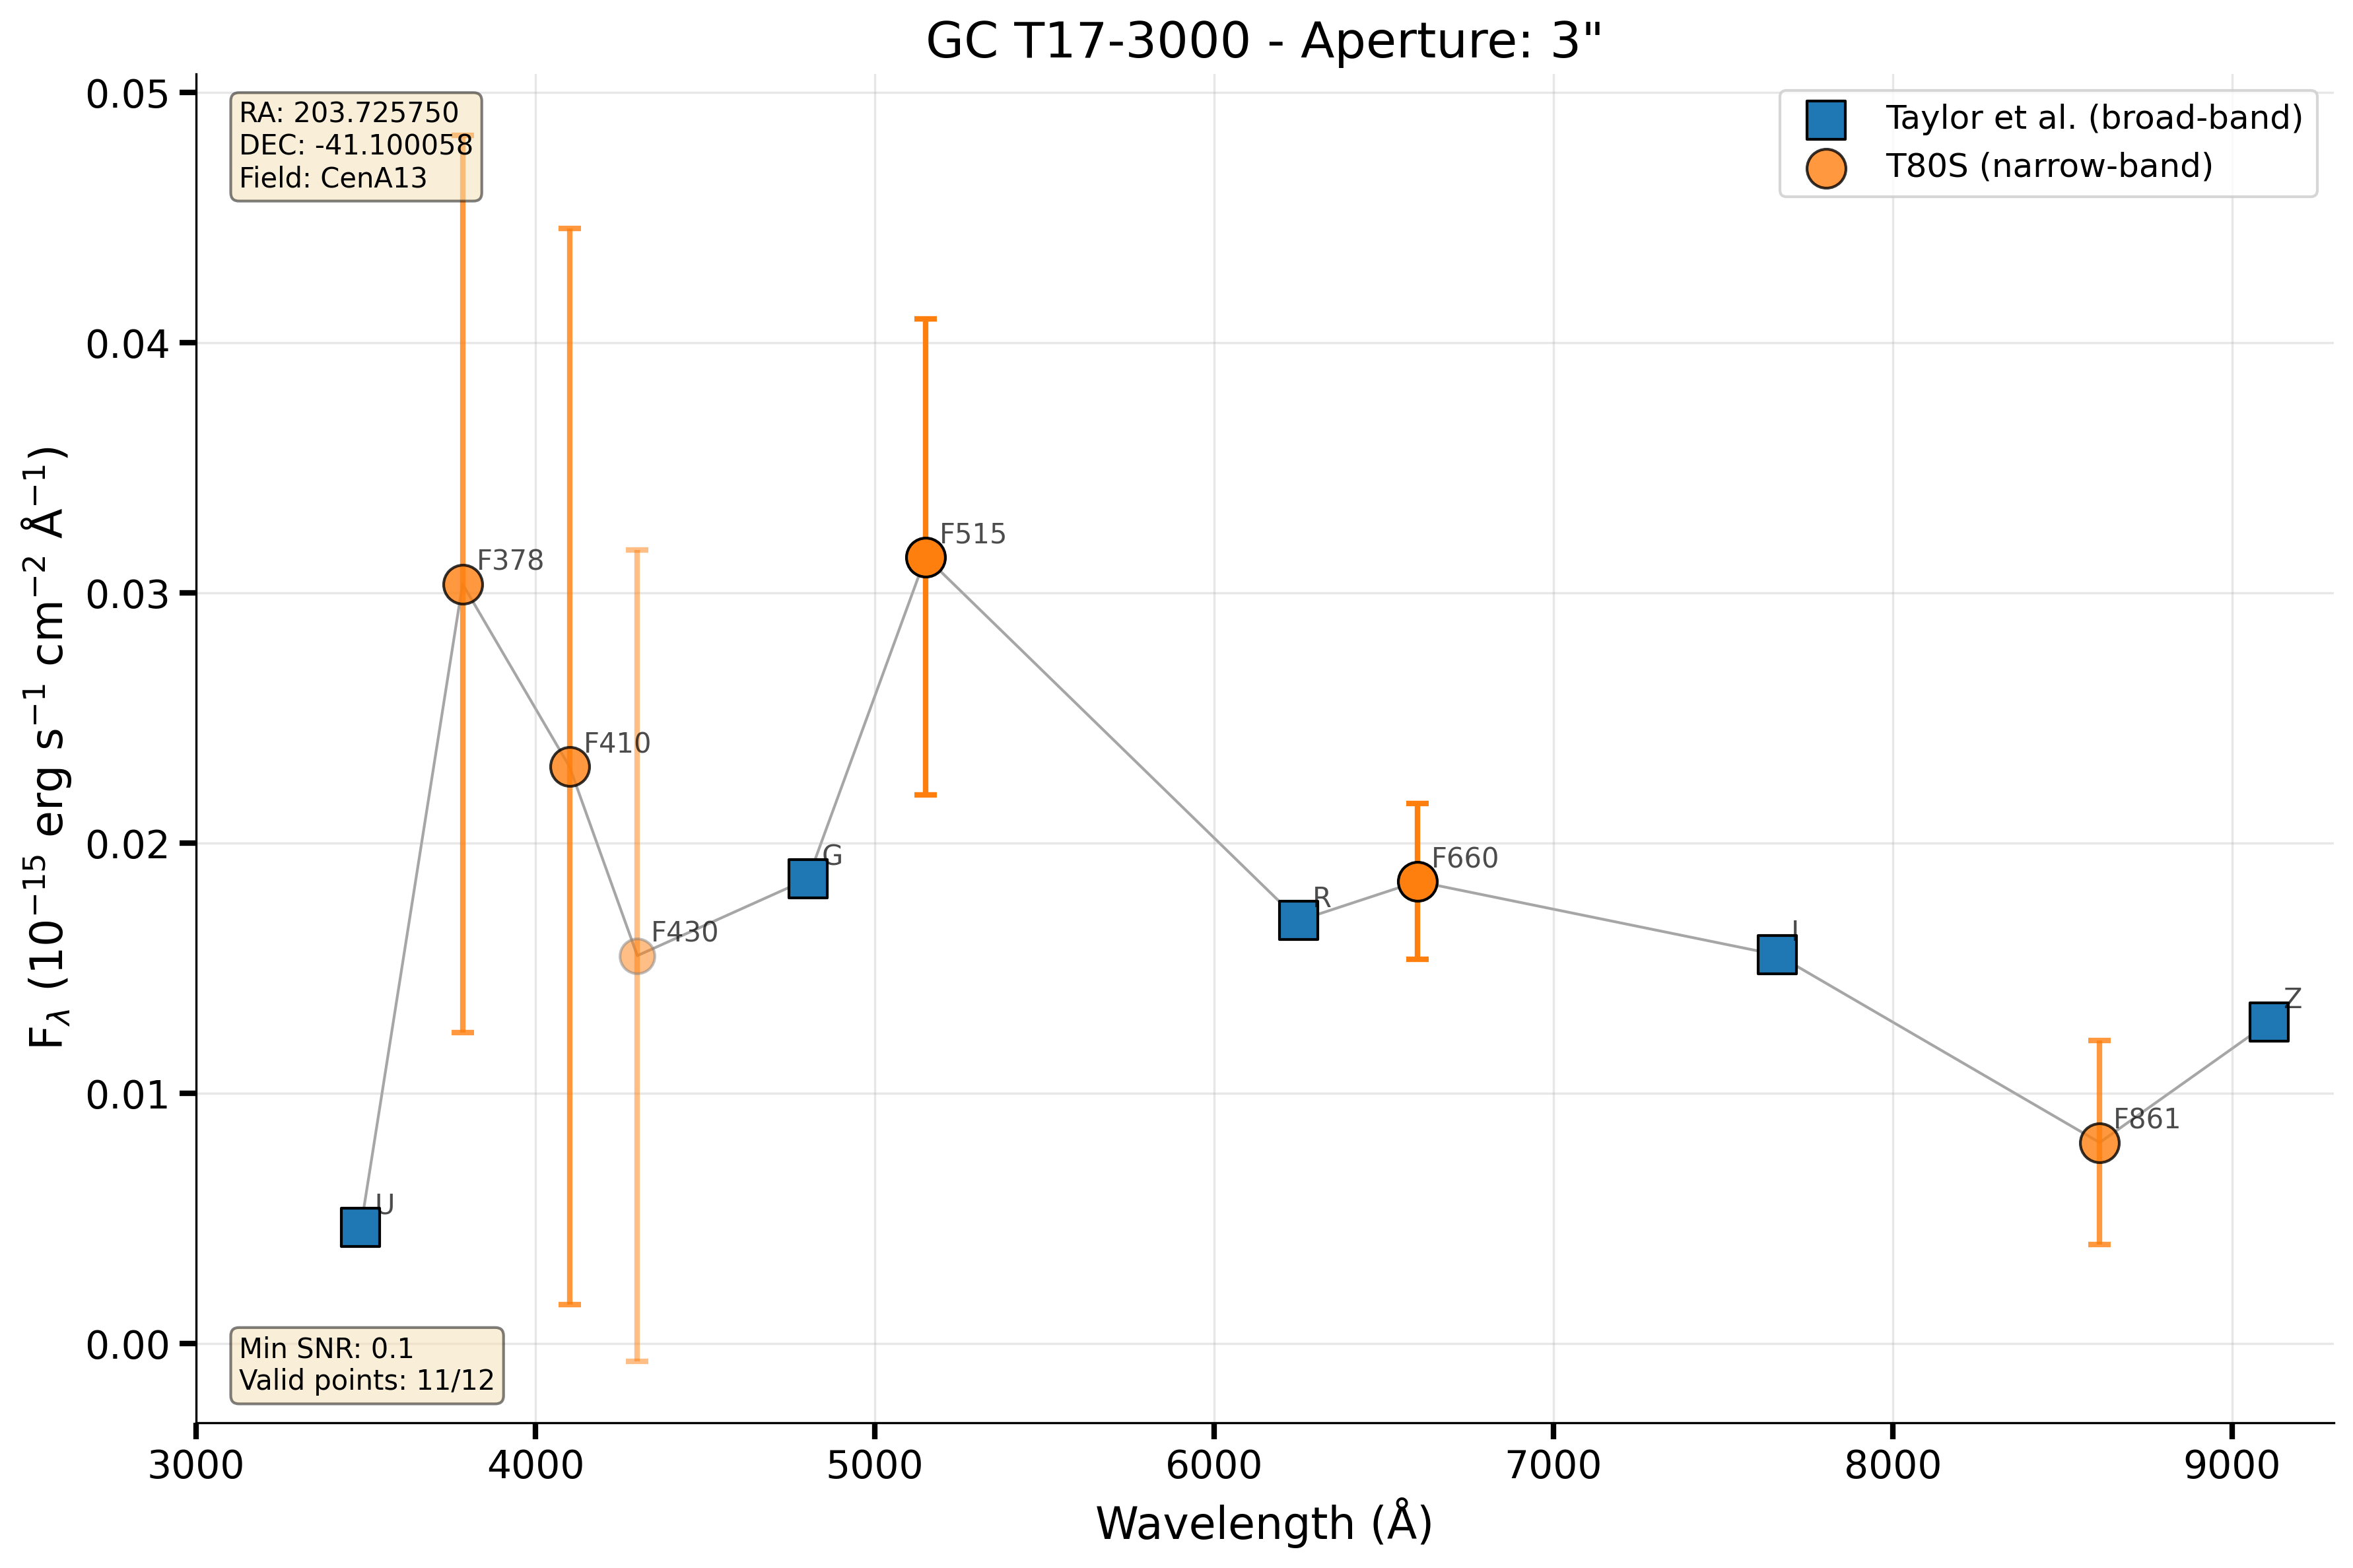 GC T17-3000 - Aperture: 3"
RA: 203.725750
DEC: -41.100058
Field: CenA13
Taylor et al. (broad-band)
T80S (narrow-band)
0.05
0.04
0.03
0.02
0.01
0.00
F$_λ$ (10$^{−15}$ erg s$^{−1}$ cm$^{−2}$ Å$^{−1}$)
U
F378
F410
F430
G
F515
R
F660
I
F861
Z
Min SNR: 0.1
Valid points: 11/12
3000 4000 5000 6000 7000 8000 9000
Wavelength (Å)